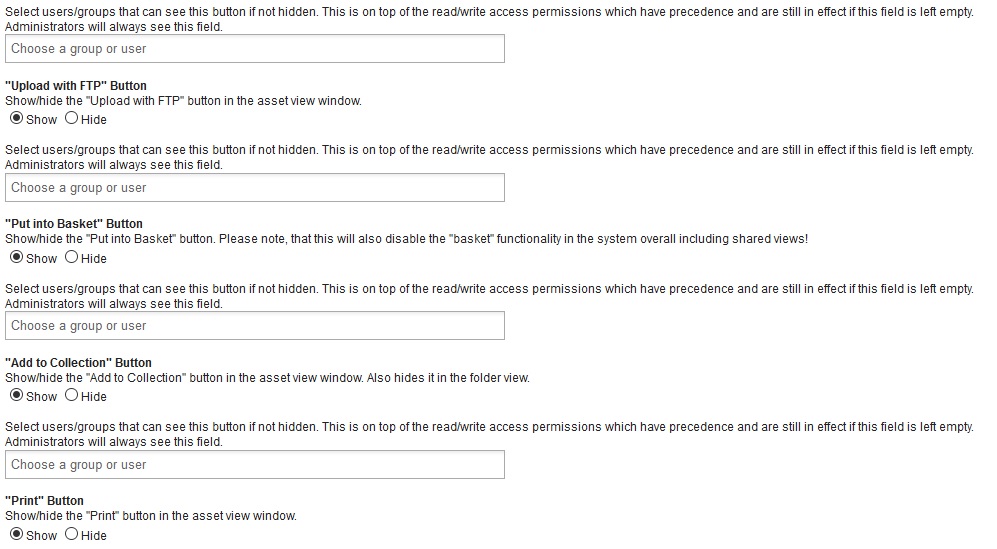 Select users/groups that can see this button if not hidden. This is on top of the read/write access permissions which have precedence and are still in effect if this field is left empty.
Administrators will always see this field.
Choose a group or user
"Upload with FTP" Button
Show/hide the "Upload with FTP" button in the asset view window.
Show Hide
Select users/groups that can see this button if not hidden. This is on top of the read/write access permissions which have precedence and are still in effect if this field is left empty.
Administrators will always see this field.
Choose a group or user
"Put into Basket" Button
Show/hide the "Put into Basket" button. Please note, that this will also disable the "basket" functionality in the system overall including shared views!
Show Hide
Select users/groups that can see this button if not hidden. This is on top of the read/write access permissions which have precedence and are still in effect if this field is left empty.
Administrators will always see this field.
Choose a group or user
"Add to Collection" Button
Show/hide the "Add to Collection" button in the asset view window. Also hides it in the folder view.
Show Hide
Select users/groups that can see this button if not hidden. This is on top of the read/write access permissions which have precedence and are still in effect if this field is left empty.
Administrators will always see this field.
Choose a group or user
"Print" Button
Show/hide the "Print" button in the asset view window.
Show Hide